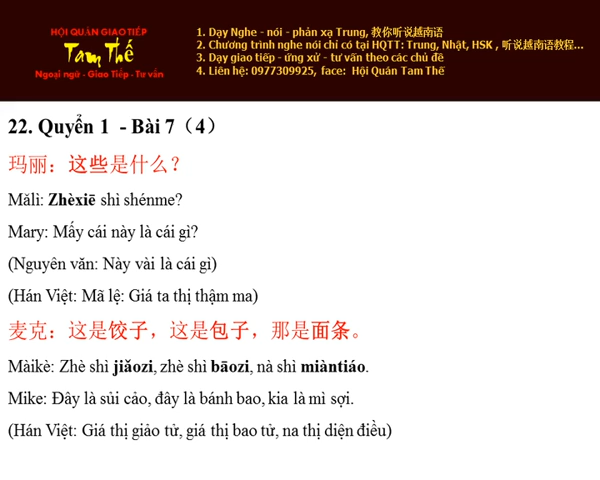 HỘI QUÁN GIAO TIẾP
Tam Thế
Ngoại ngữ - Giao Tiếp - Tư vấn
1. Dạy Nghe - nói - phản xạ Trung, 教你听说越南语
2. Chương trình nghe nói chỉ có tại HQTT: Trung, Nhật, HSK , 听说越南语教程...
3. Dạy giao tiếp - ứng xử - tư vấn theo các chủ đề
4. Liên hệ: 0977309925, face: Hội Quán Tam Thế
22. Quyển 1 - Bài 7（4）
玛丽：这些是什么？
Mǎlì: Zhèxiē shì shénme?
Mary: Mấy cái này là cái gì?
(Nguyên văn: Này vài là cái gì)
(Hán Việt: Mã lệ: Giá ta thị thậm ma)
麦克：这是饺子，这是包子，那是面条。
Màikè: Zhè shì jiǎozi, zhè shì bāozi, nà shì miàntiáo.
Mike: Đây là sủi cảo, đây là bánh bao, kia là mì sợi.
(Hán Việt: Giá thị giảo tử, giá thị bao tử, na thị diện điều)